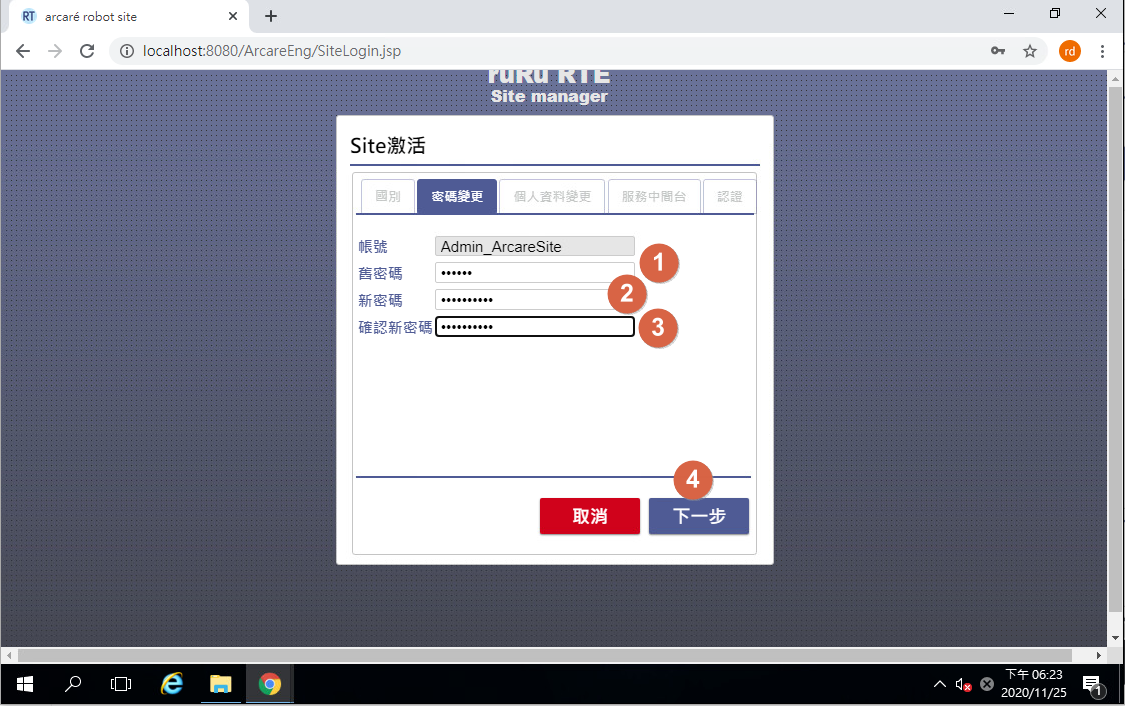 RT arcaré robot site
localhost:8080/ArcareEng/SiteLogin.jsp
rd
ruRu RTE
Site manager
Site激活
國別 密碼變更 個人資料變更 服務中間台 認證
帳號 Admin_ArcareSite
1
舊密碼 ••••••
2
新密碼 ••••••••••
確認新密碼 ••••••••••
3
4
取消 下一步
下午 06:23
2020/11/25
1